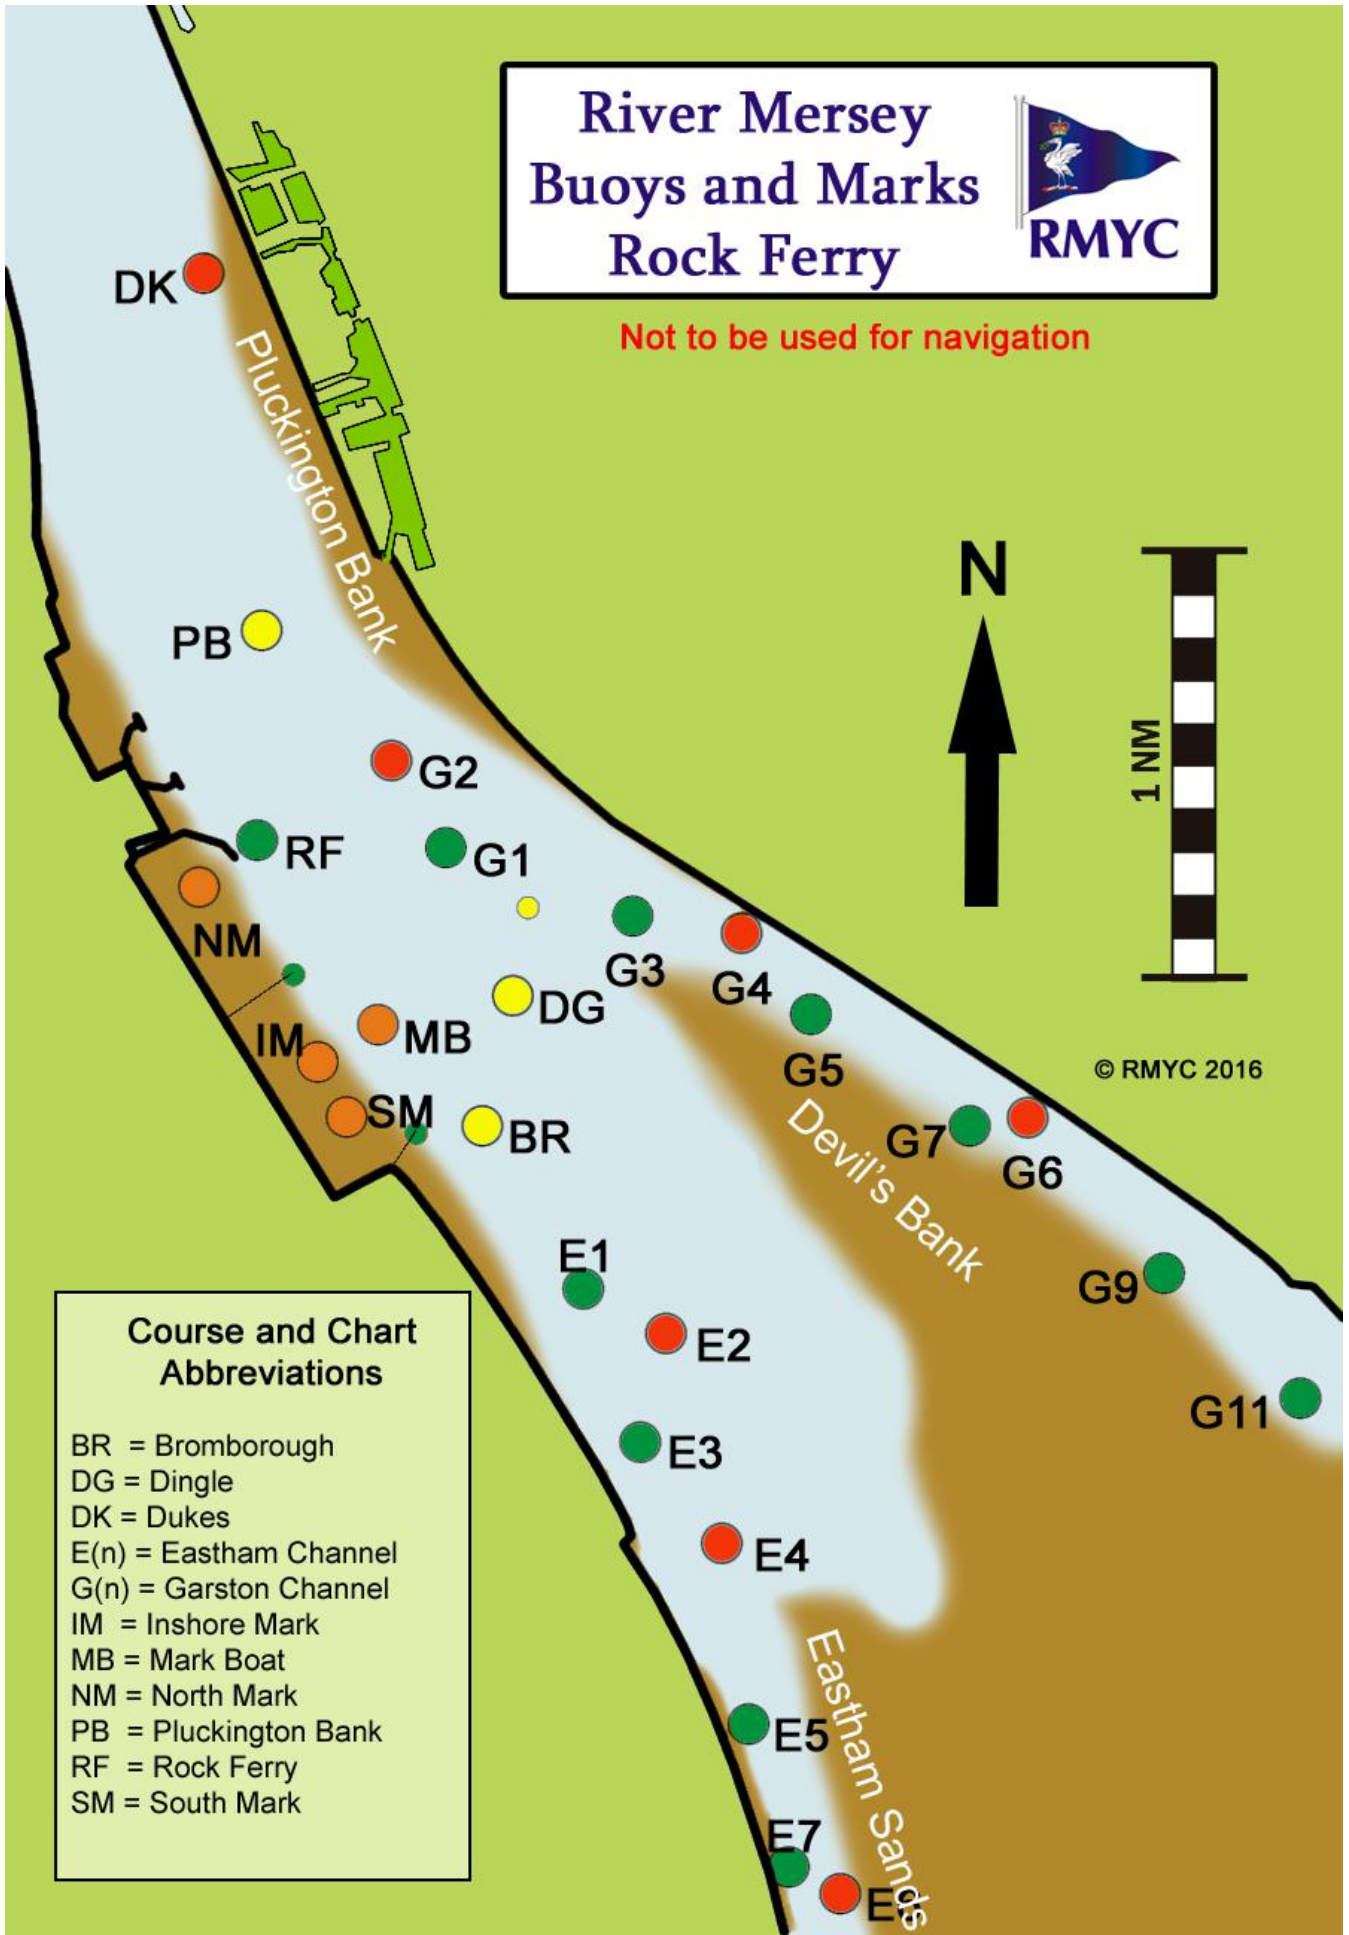 River Mersey
Buoys and Marks
Rock Ferry
RMYC
Not to be used for navigation
DK
Pluckington Bank
PB
N
1 NM
G2
RF
G1
NM
G3
G4
DG
MB
IM
G5
© RMYC 2016
SM
BR
Devil's Bank
G7
G6
E1
G9
E2
G11
E3
E4
Eastham Sands
E5
E7
Course and Chart
Abbreviations
BR = Bromborough
DG = Dingle
DK = Dukes
E(n) = Eastham Channel
G(n) = Garston Channel
IM = Inshore Mark
MB = Mark Boat
NM = North Mark
PB = Pluckington Bank
RF = Rock Ferry
SM = South Mark